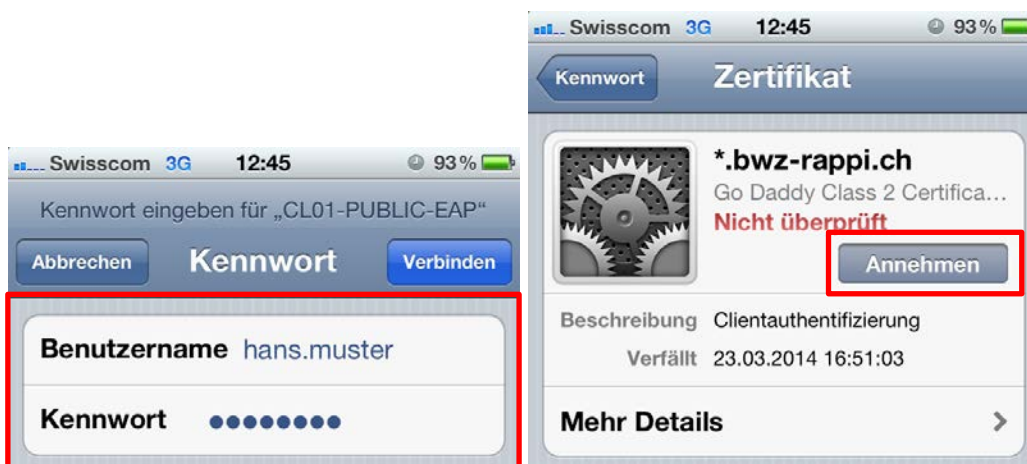 Swisscom 3G 12:45 93%
Kennwort eingeben für „CL01-PUBLIC-EAP“
Abbrechen Kennwort Verbinden
Benutzername hans.muster
Kennwort ●●●●●●●●
Swisscom 3G 12:45 93%
Kennwort Zertifikat
*.bwz-rappi.ch
Go Daddy Class 2 Certifica...
Nicht überprüft
Annehmen
Beschreibung Clientauthentifizierung
Verfällt 23.03.2014 16:51:03
Mehr Details